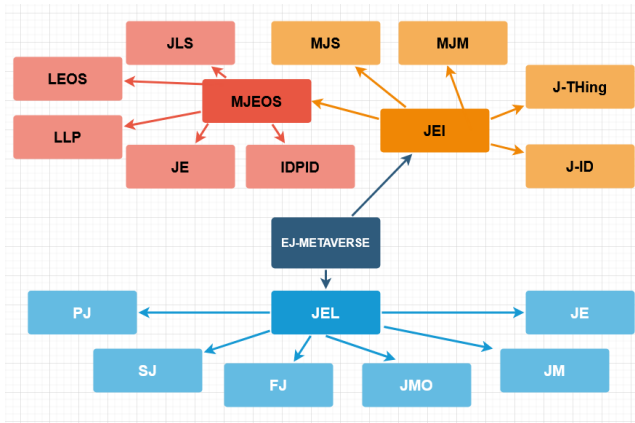 JLS
MJS
MJM
LEOS
MJEOS
J-THing
LLP
JEI
JE
IDPID
J-ID
EJ-METAVERSE
PJ
JEL
JE
SJ
FJ
JMO
JM